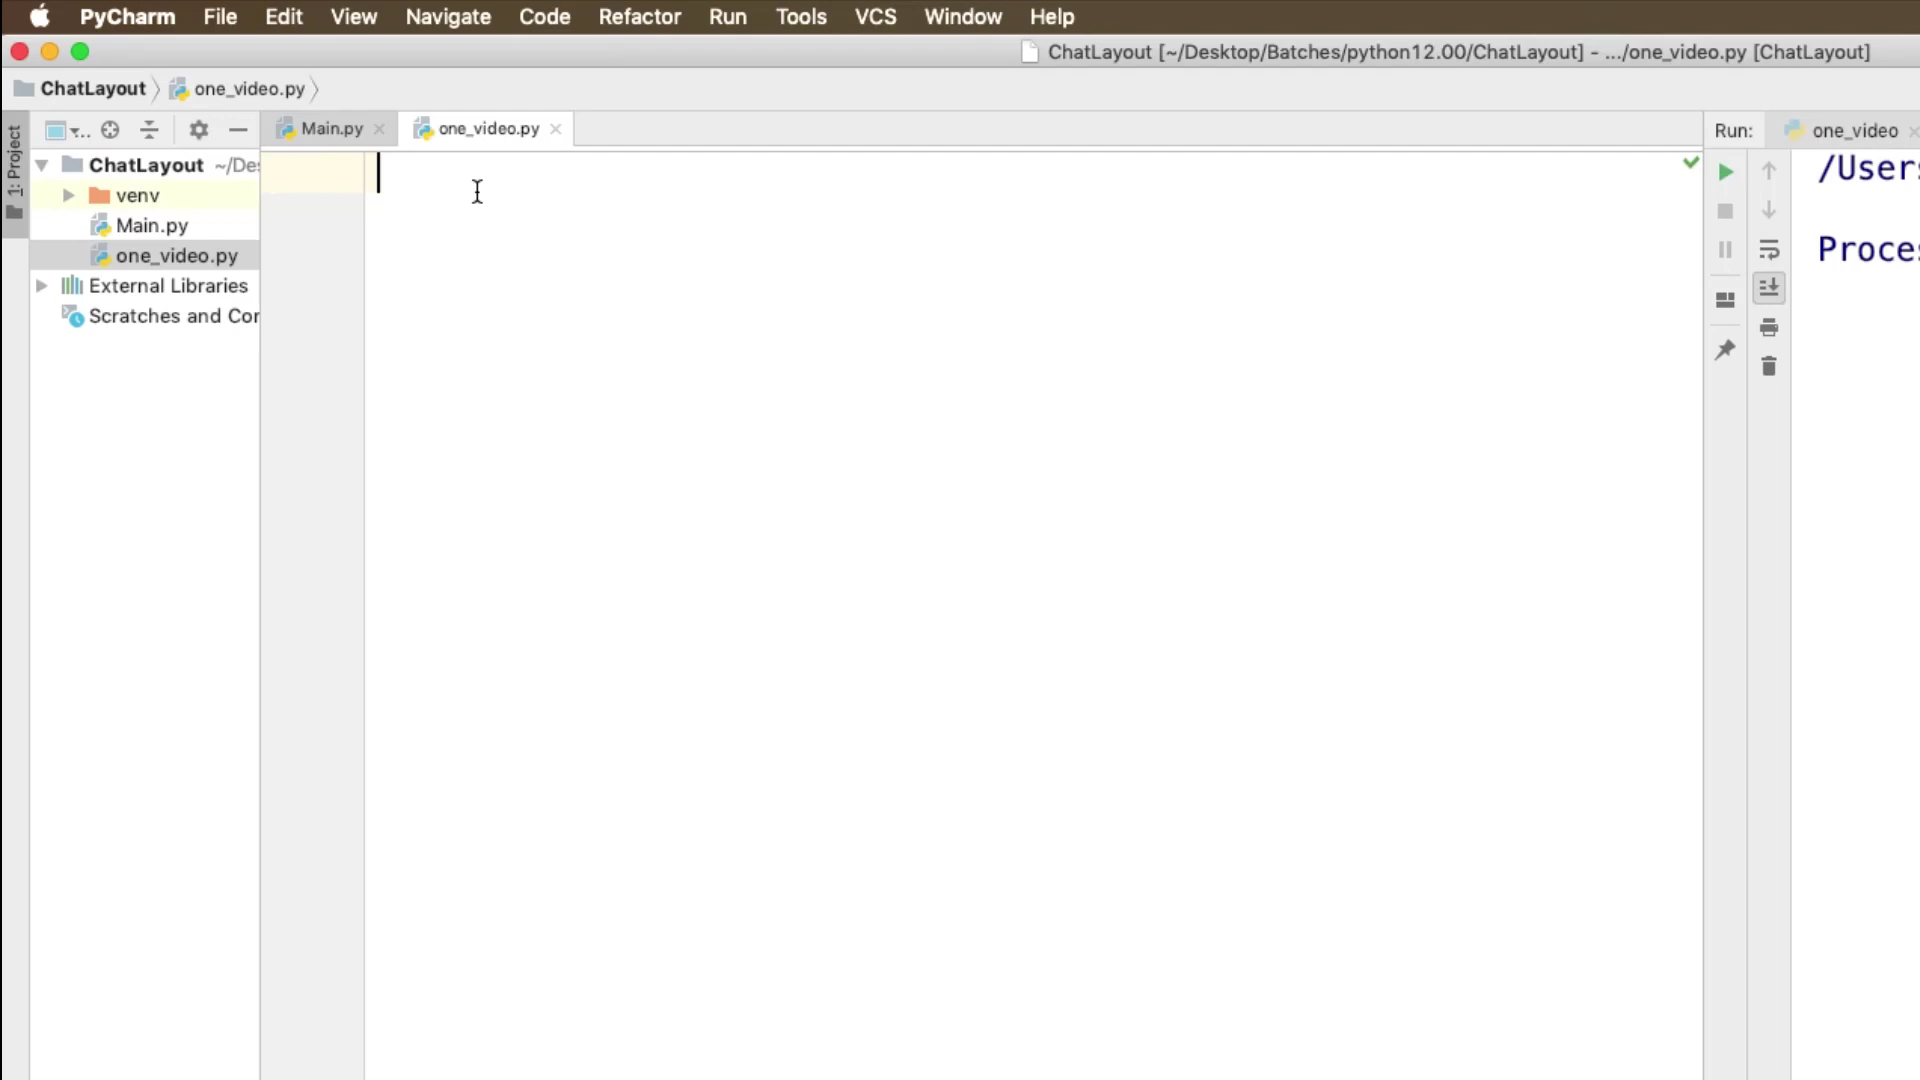 PyCharm File Edit View Navigate Code Refactor Run Tools VCS Window Help
ChatLayout [~/Desktop/Batches/python12.00/ChatLayout] - .../one_video.py [ChatLayout]
ChatLayout one_video.py
1: Project
Main.py one_video.py
Run: one_video
ChatLayout ~/De
venv
Main.py
one_video.py
External Libraries
Scratches and Cor
/User
Proce